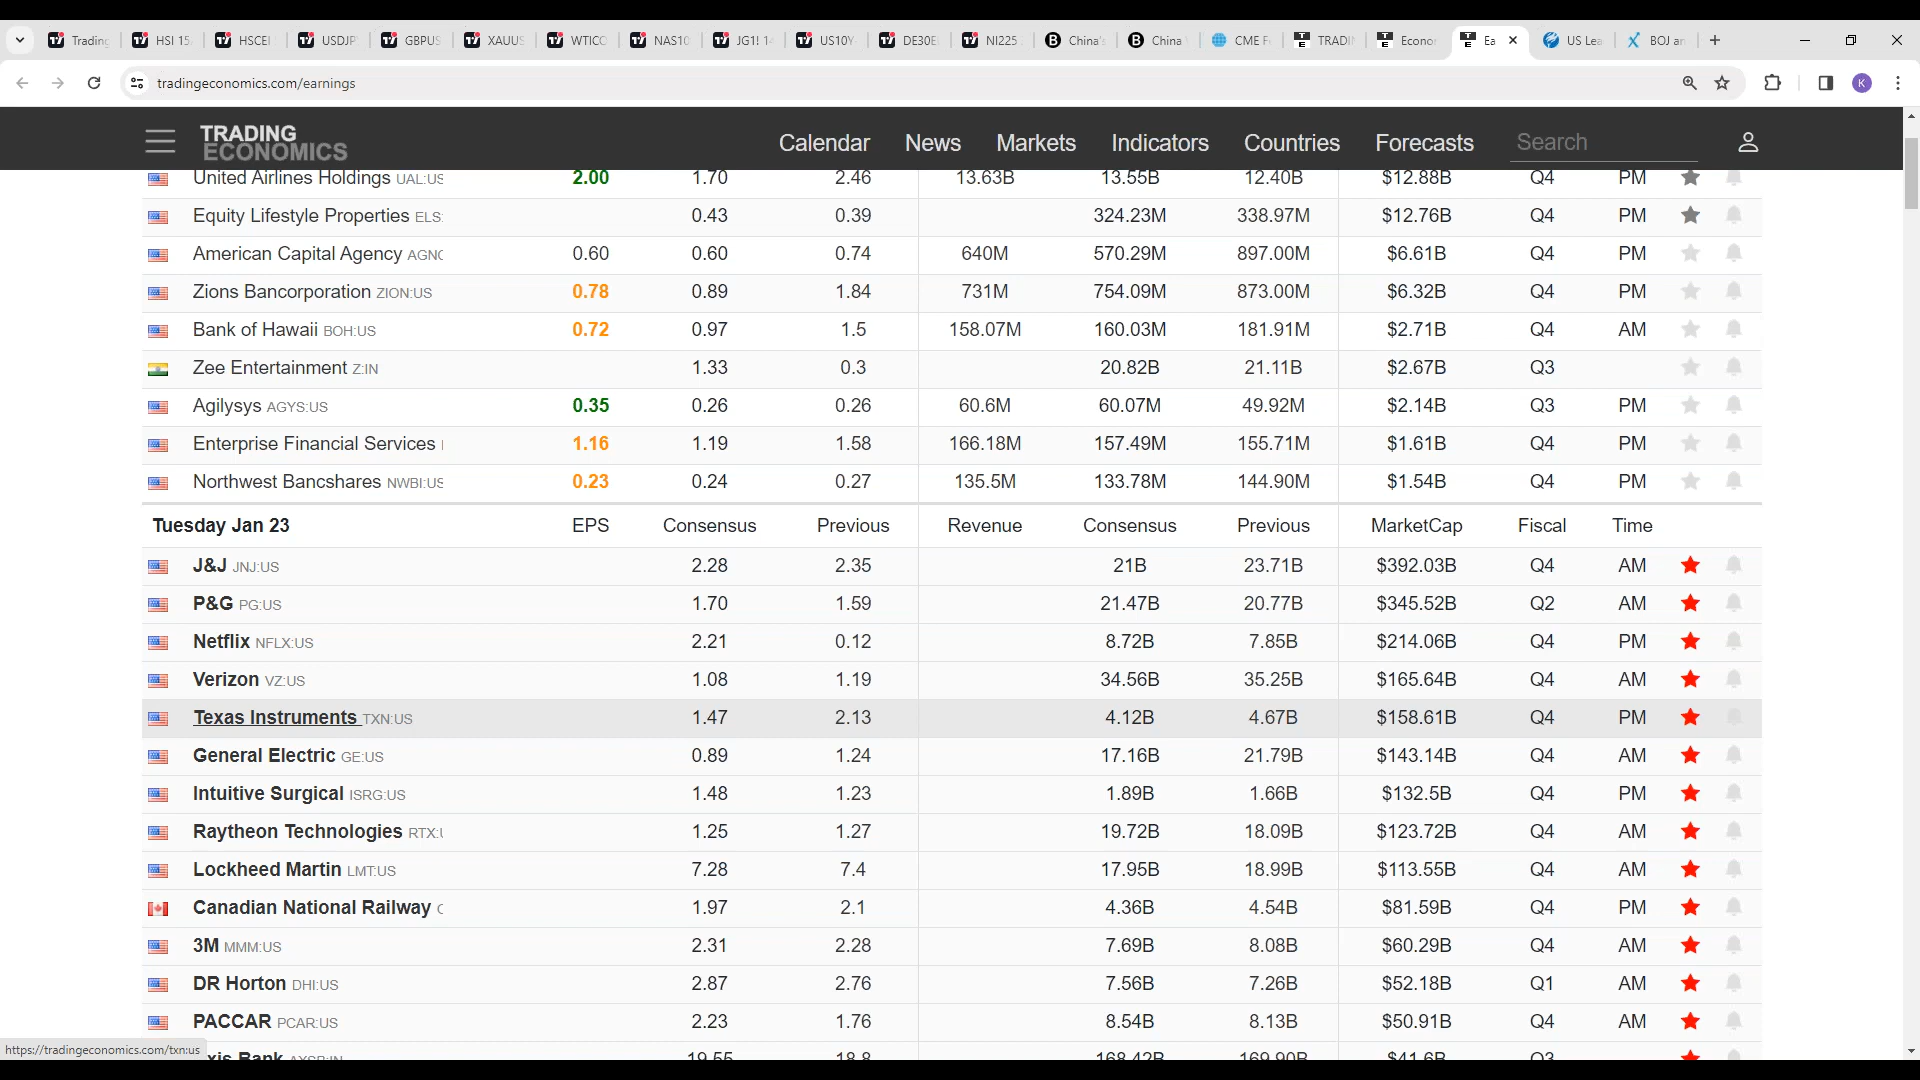 Trading
HSI 15
HSCEI
USDJP
GBPUS
XAUUS
WTICO
NAS10
JG1! 14
US10Y
DE30E
NI225
China's
China
CME F
TRADIN
Econor
Ea
US Lea
BOJ an
tradingeconomics.com/earnings
K
TRADING
ECONOMICS
Calendar News Markets Indicators Countries Forecasts Search
United Airlines Holdings UAL:US 2.00 1.70 2.46 13.63B 13.55B 12.40B $12.88B Q4 PM
Equity Lifestyle Properties ELS: 0.43 0.39 324.23M 338.97M $12.76B Q4 PM
American Capital Agency AGNC 0.60 0.60 0.74 640M 570.29M 897.00M $6.61B Q4 PM
Zions Bancorporation ZION:US 0.78 0.89 1.84 731M 754.09M 873.00M $6.32B Q4 PM
Bank of Hawaii BOH:US 0.72 0.97 1.5 158.07M 160.03M 181.91M $2.71B Q4 AM
Zee Entertainment Z:IN 1.33 0.3 20.82B 21.11B $2.67B Q3
Agilysys AGYS:US 0.35 0.26 0.26 60.6M 60.07M 49.92M $2.14B Q3 PM
Enterprise Financial Services 1.16 1.19 1.58 166.18M 157.49M 155.71M $1.61B Q4 PM
Northwest Bancshares NWBI:US 0.23 0.24 0.27 135.5M 133.78M 144.90M $1.54B Q4 PM
Tuesday Jan 23 EPS Consensus Previous Revenue Consensus Previous MarketCap Fiscal Time
J&J JNJ:US 2.28 2.35 21B 23.71B $392.03B Q4 AM
P&G PG:US 1.70 1.59 21.47B 20.77B $345.52B Q2 AM
Netflix NFLX:US 2.21 0.12 8.72B 7.85B $214.06B Q4 PM
Verizon VZ:US 1.08 1.19 34.56B 35.25B $165.64B Q4 AM
Texas Instruments TXN:US 1.47 2.13 4.12B 4.67B $158.61B Q4 PM
General Electric GE:US 0.89 1.24 17.16B 21.79B $143.14B Q4 AM
Intuitive Surgical ISRG:US 1.48 1.23 1.89B 1.66B $132.5B Q4 PM
Raytheon Technologies RTX:U 1.25 1.27 19.72B 18.09B $123.72B Q4 AM
Lockheed Martin LMT:US 7.28 7.4 17.95B 18.99B $113.55B Q4 AM
Canadian National Railway C 1.97 2.1 4.36B 4.54B $81.59B Q4 PM
3M MMM:US 2.31 2.28 7.69B 8.08B $60.29B Q4 AM
DR Horton DHI:US 2.87 2.76 7.56B 7.26B $52.18B Q1 AM
PACCAR PCAR:US 2.23 1.76 8.54B 8.13B $50.91B Q4 AM
xis Bank AXSB:IN 19.55 18.8 168.42B 169.90B $41.6B Q3
https://tradingeconomics.com/txn:us